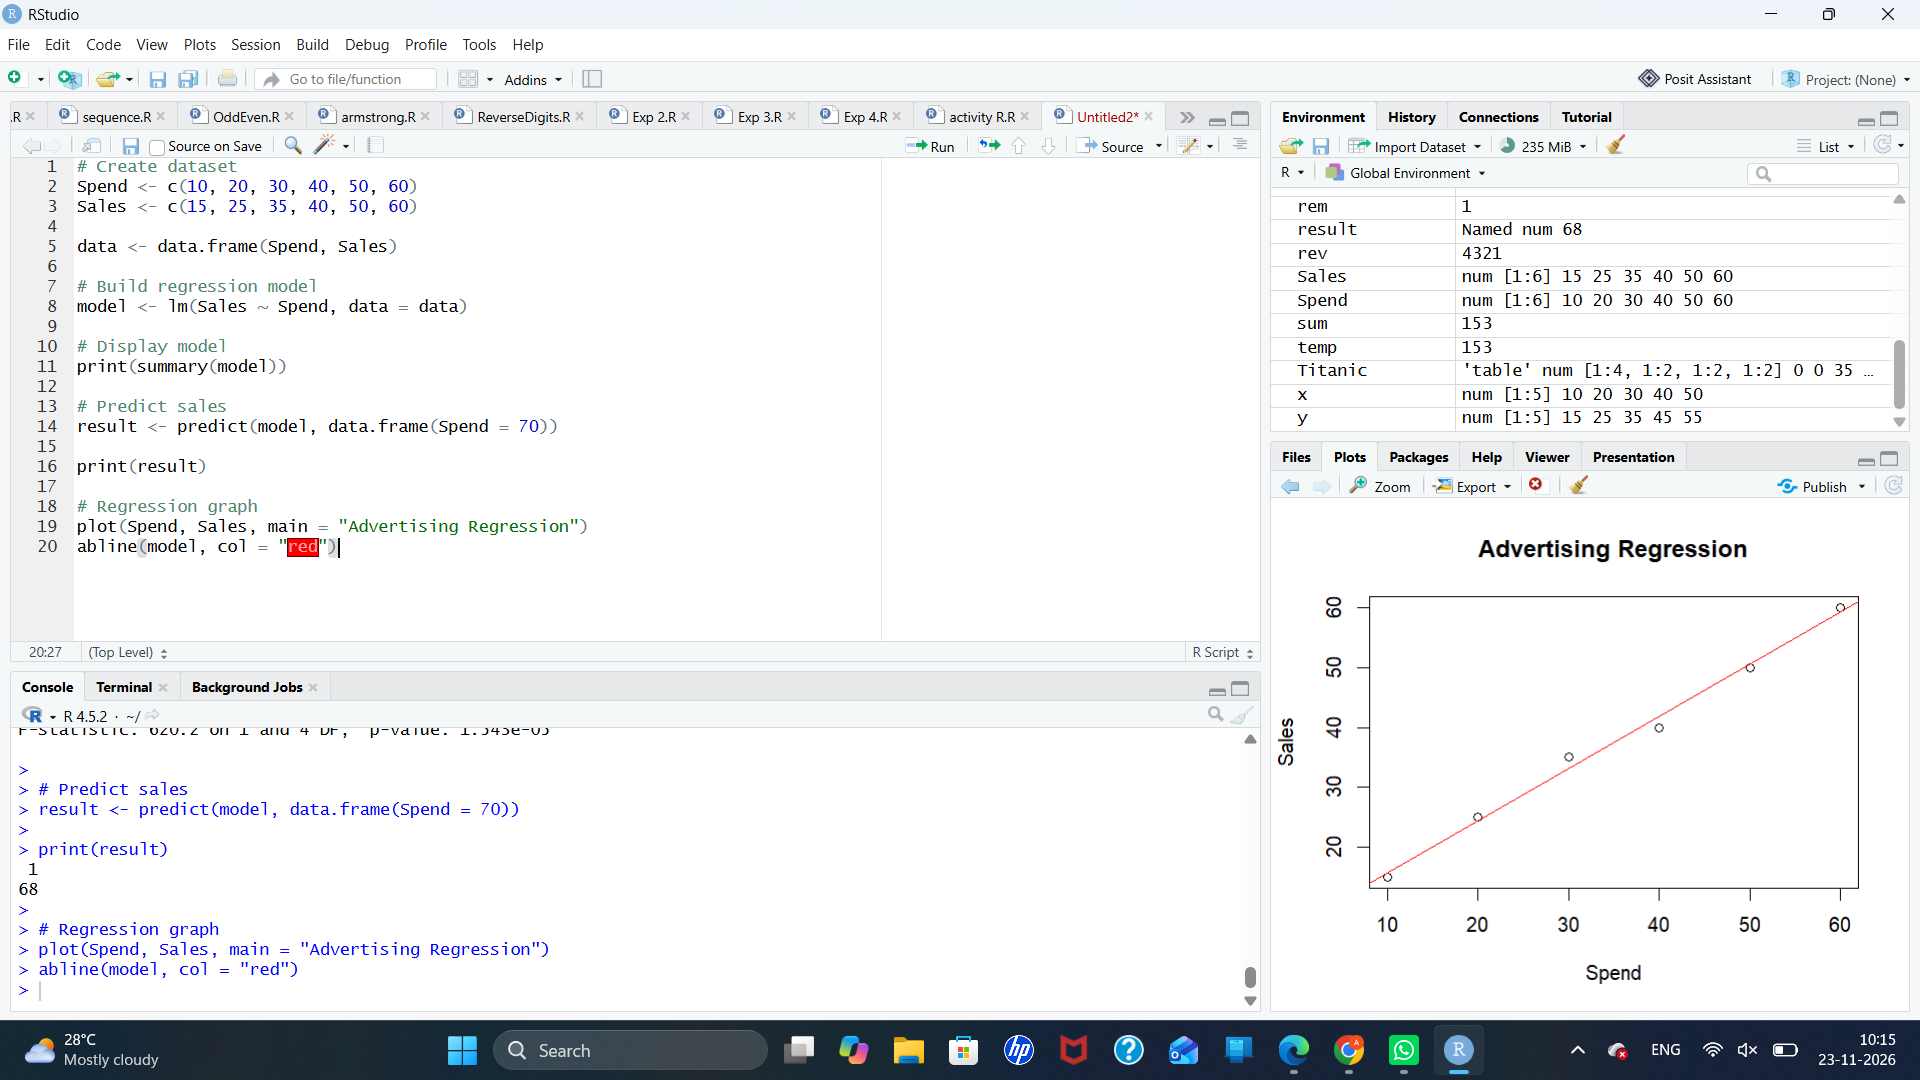 RStudio
File Edit Code View Plots Session Build Debug Profile Tools Help
Go to file/function Addins Posit Assistant Project: (None)
.R sequence.R OddEven.R armstrong.R ReverseDigits.R Exp 2.R Exp 3.R Exp 4.R activity R.R Untitled2*
Source on Save Run Source
1 # Create dataset
2 Spend <- c(10, 20, 30, 40, 50, 60)
3 Sales <- c(15, 25, 35, 40, 50, 60)
4
5 data <- data.frame(Spend, Sales)
6
7 # Build regression model
8 model <- lm(Sales ~ Spend, data = data)
9
10 # Display model
11 print(summary(model))
12
13 # Predict sales
14 result <- predict(model, data.frame(Spend = 70))
15
16 print(result)
17
18 # Regression graph
19 plot(Spend, Sales, main = "Advertising Regression")
20 abline(model, col = "red")
20:27 (Top Level) R Script
Console Terminal Background Jobs
R 4.5.2 · ~/
F-statistic: 620.2 on 1 and 4 DF, p-value: 1.543e-05
>
> # Predict sales
> result <- predict(model, data.frame(Spend = 70))
>
> print(result)
1
68
>
> # Regression graph
> plot(Spend, Sales, main = "Advertising Regression")
> abline(model, col = "red")
>
Environment History Connections Tutorial
Import Dataset 235 MiB List
R Global Environment
rem 1
result Named num 68
rev 4321
Sales num [1:6] 15 25 35 40 50 60
Spend num [1:6] 10 20 30 40 50 60
sum 153
temp 153
Titanic 'table' num [1:4, 1:2, 1:2, 1:2] 0 0 35 ...
x num [1:5] 10 20 30 40 50
y num [1:5] 15 25 35 45 55
Files Plots Packages Help Viewer Presentation
Zoom Export Publish
Advertising Regression
60
50
40
30
20
Sales
10 20 30 40 50 60
Spend
28°C
Mostly cloudy
Search
ENG
10:15
23-11-2026